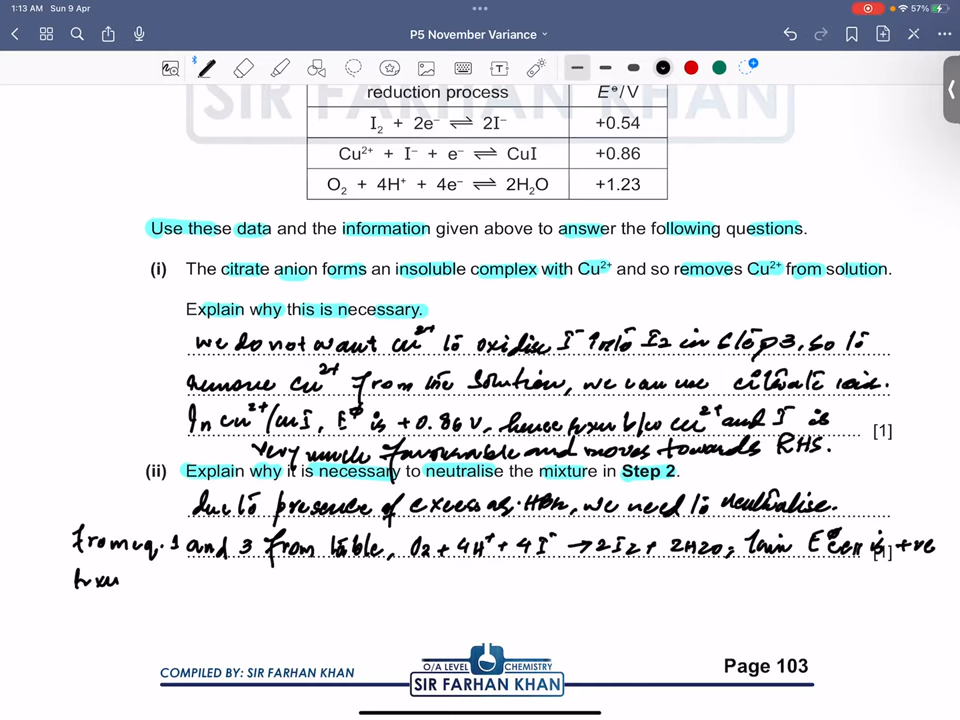 1:13 AM Sun 9 Apr
57%
P5 November Variance
SIR FARHAN KHAN
reduction process E⦵/V
I₂ + 2e⁻ ⇌ 2I⁻ +0.54
Cu²⁺ + I⁻ + e⁻ ⇌ CuI +0.86
O₂ + 4H⁺ + 4e⁻ ⇌ 2H₂O +1.23
Use these data and the information given above to answer the following questions.
(i) The citrate anion forms an insoluble complex with Cu²⁺ and so removes Cu²⁺ from solution.
Explain why this is necessary.
we do not want Cu²⁺ to oxidise I⁻ into I₂ in step 3, so to
remove Cu²⁺ from the solution, we can use
In Cu²⁺/CuI, E⦵ is +0.86 V, hence rxn b/w Cu²⁺ and I⁻ is
[1]
very much favourable and moves towards RHS.
(ii) Explain why it is necessary to neutralise the mixture in Step 2.
due to presence of excess aq. HBr, we need to neutralise.
from eq. 1 and 3 from table, O₂ + 4H⁺ + 4I⁻ → 2I₂ + 2H₂O, E⦵cell is +ve
[1]
rxn
COMPILED BY: SIR FARHAN KHAN
O/A LEVEL CHEMISTRY
SIR FARHAN KHAN
Page 103